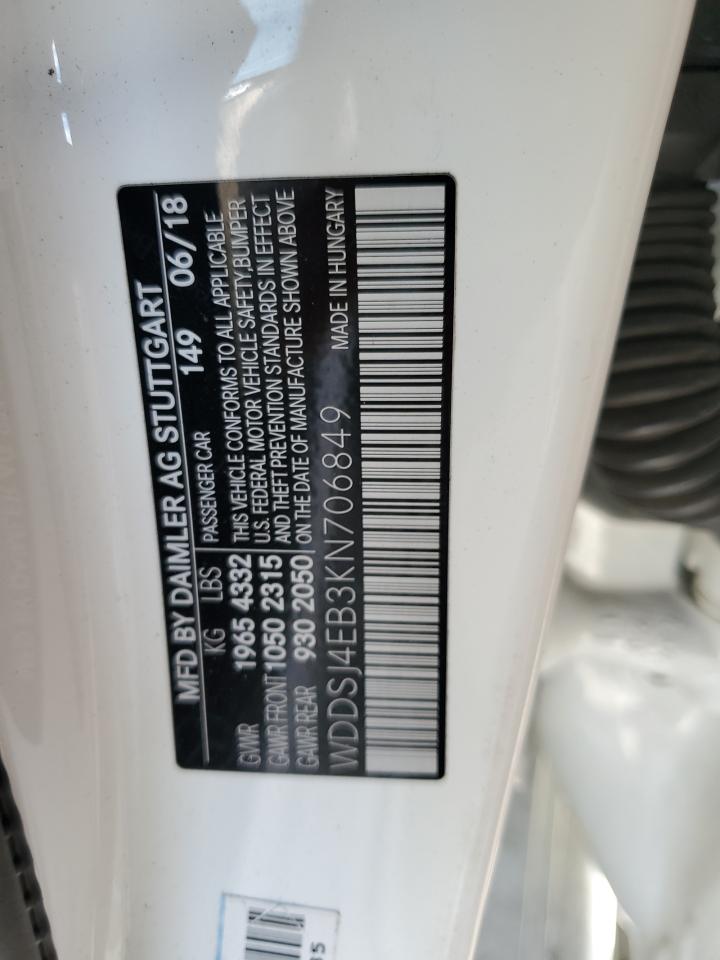 MFD BY DAIMLER AG STUTTGART
149 06/18
KG LBS PASSENGER CAR
GVWR 1965 4332 THIS VEHICLE CONFORMS TO ALL APPLICABLE
U.S. FEDERAL MOTOR VEHICLE SAFETY,BUMPER
GAWR FRONT 1050 2315 AND THEFT PREVENTION STANDARDS IN EFFECT
GAWR REAR 930 2050 ON THE DATE OF MANUFACTURE SHOWN ABOVE
WDDSJ4EB3KN706849 MADE IN HUNGARY